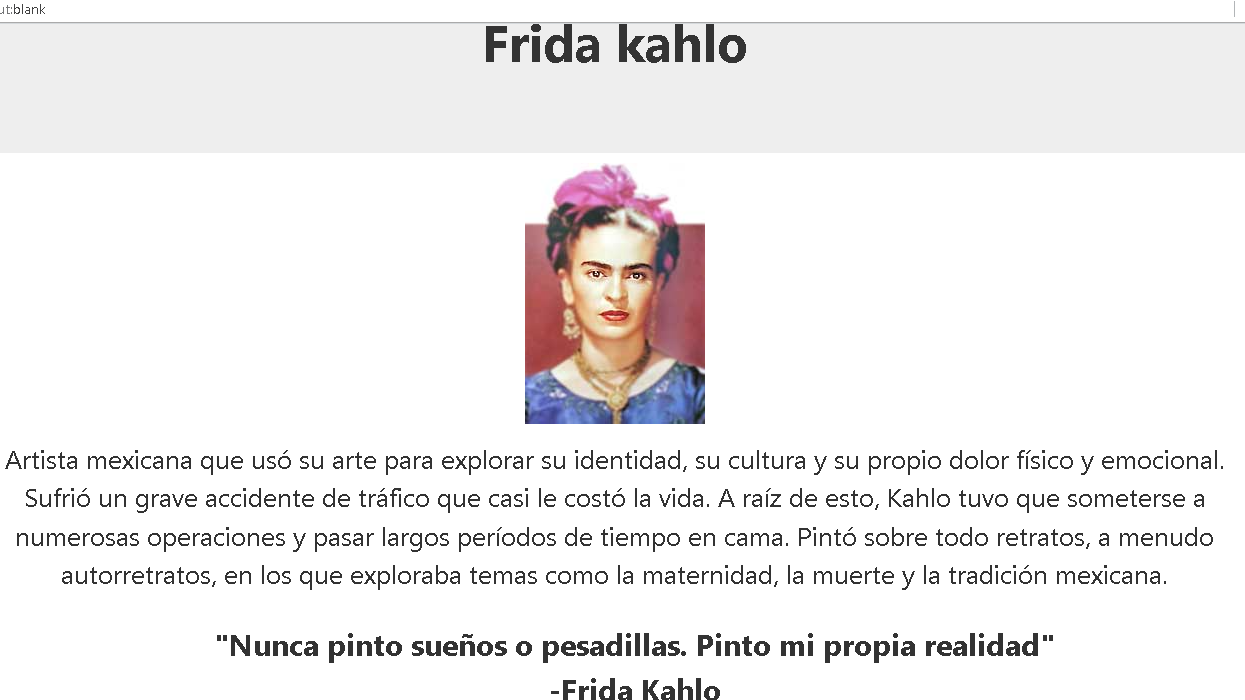 ut:blank
Frida kahlo
Artista mexicana que usó su arte para explorar su identidad, su cultura y su propio dolor físico y emocional.
Sufrió un grave accidente de tráfico que casi le costó la vida. A raíz de esto, Kahlo tuvo que someterse a
numerosas operaciones y pasar largos períodos de tiempo en cama. Pintó sobre todo retratos, a menudo
autorretratos, en los que exploraba temas como la maternidad, la muerte y la tradición mexicana.
"Nunca pinto sueños o pesadillas. Pinto mi propia realidad"
-Frida Kahlo